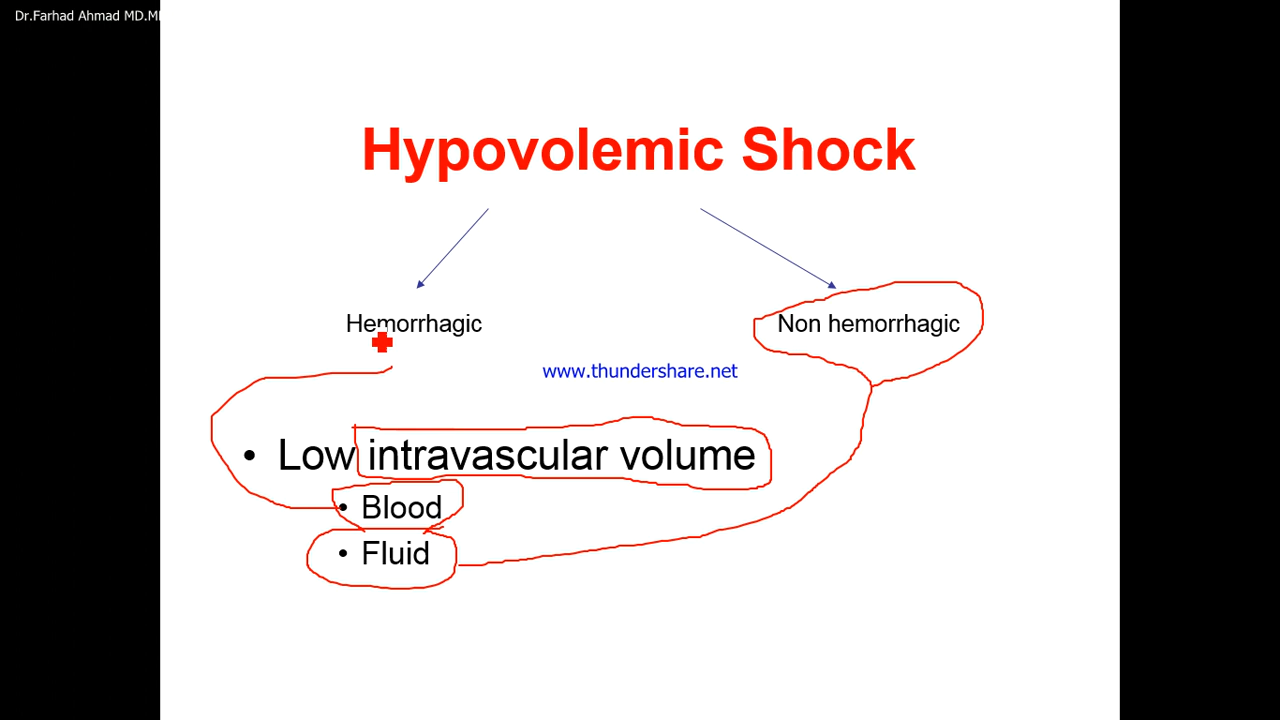 Dr.Farhad Ahmad MD.M
Hypovolemic Shock
Hemorrhagic
Non hemorrhagic
www.thundershare.net
• Low intravascular volume
• Blood
• Fluid